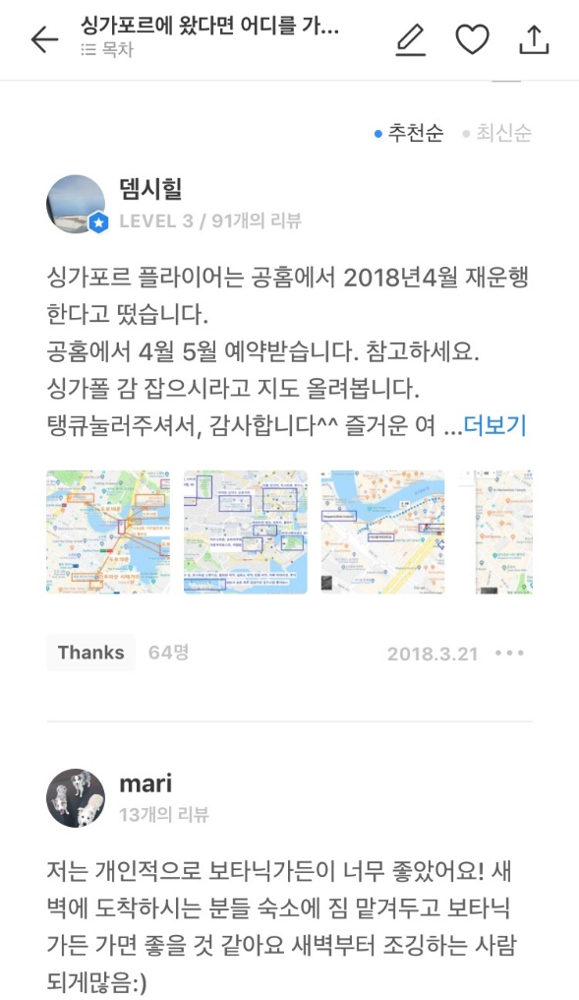 싱가포르에 왔다면 어디를 가...
목차
추천순
최신순
뎀시힐
LEVEL 3 / 91개의 리뷰
싱가포르 플라이어는 공홈에서 2018년4월 재운행
한다고 떴습니다.
공홈에서 4월 5월 예약받습니다. 참고하세요.
싱가폴 감 잡으시라고 지도 올려봅니다.
탱큐눌러주셔서, 감사합니다^^ 즐거운 여 ...더보기
Thanks 64명
2018.3.21
mari
13개의 리뷰
저는 개인적으로 보타닉가든이 너무 좋았어요! 새
벽에 도착하시는 분들 숙소에 짐 맡겨두고 보타닉
가든 가면 좋을 것 같아요 새벽부터 조깅하는 사람
되게많음:)